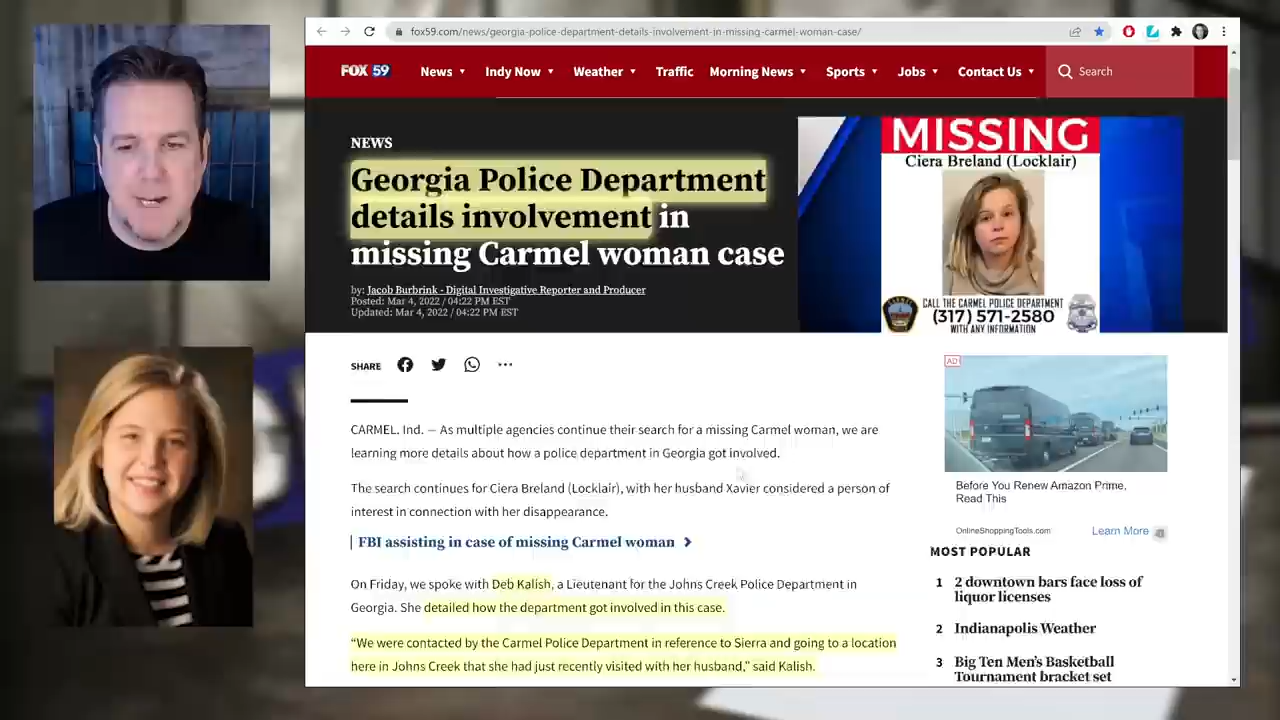 fox59.com/news/georgia-police-department-details-involvement-in-missing-carmel-woman-case/
FOX 59
News
Indy Now
Weather
Traffic
Morning News
Sports
Jobs
Contact Us
Search
NEWS
Georgia Police Department
details involvement in
missing Carmel woman case
by: Jacob Burbrink - Digital Investigative Reporter and Producer
Posted: Mar 4, 2022 / 04:22 PM EST
Updated: Mar 4, 2022 / 04:22 PM EST
MISSING
Ciera Breland (Locklair)
CALL THE CARMEL POLICE DEPARTMENT
(317) 571-2580
WITH ANY INFORMATION
SHARE
CARMEL. Ind. — As multiple agencies continue their search for a missing Carmel woman, we are
learning more details about how a police department in Georgia got involved.
The search continues for Ciera Breland (Locklair), with her husband Xavier considered a person of
interest in connection with her disappearance.
FBI assisting in case of missing Carmel woman
On Friday, we spoke with Deb Kalish, a Lieutenant for the Johns Creek Police Department in
Georgia. She detailed how the department got involved in this case.
“We were contacted by the Carmel Police Department in reference to Sierra and going to a location
here in Johns Creek that she had just recently visited with her husband,” said Kalish.
AD
Before You Renew Amazon Prime,
Read This
OnlineShoppingTools.com
Learn More
MOST POPULAR
1 2 downtown bars face loss of
liquor licenses
2 Indianapolis Weather
3 Big Ten Men’s Basketball
Tournament bracket set